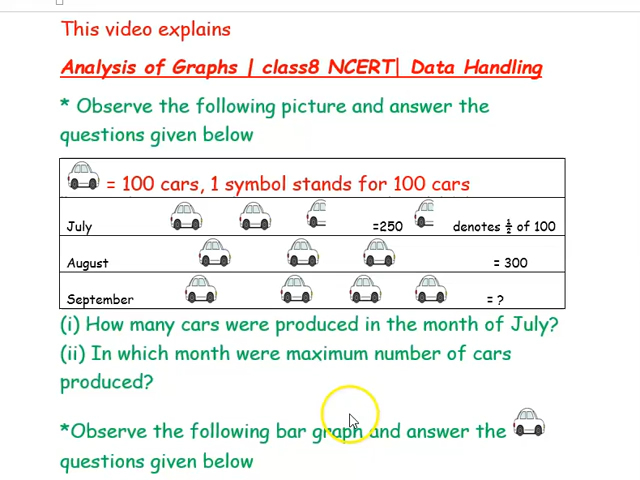 This video explains
Analysis of Graphs | class8 NCERT| Data Handling
* Observe the following picture and answer the
questions given below
= 100 cars, 1 symbol stands for 100 cars
July =250 denotes ½ of 100
August = 300
September = ?
(i) How many cars were produced in the month of July?
(ii) In which month were maximum number of cars
produced?
*Observe the following bar graph and answer the
questions given below